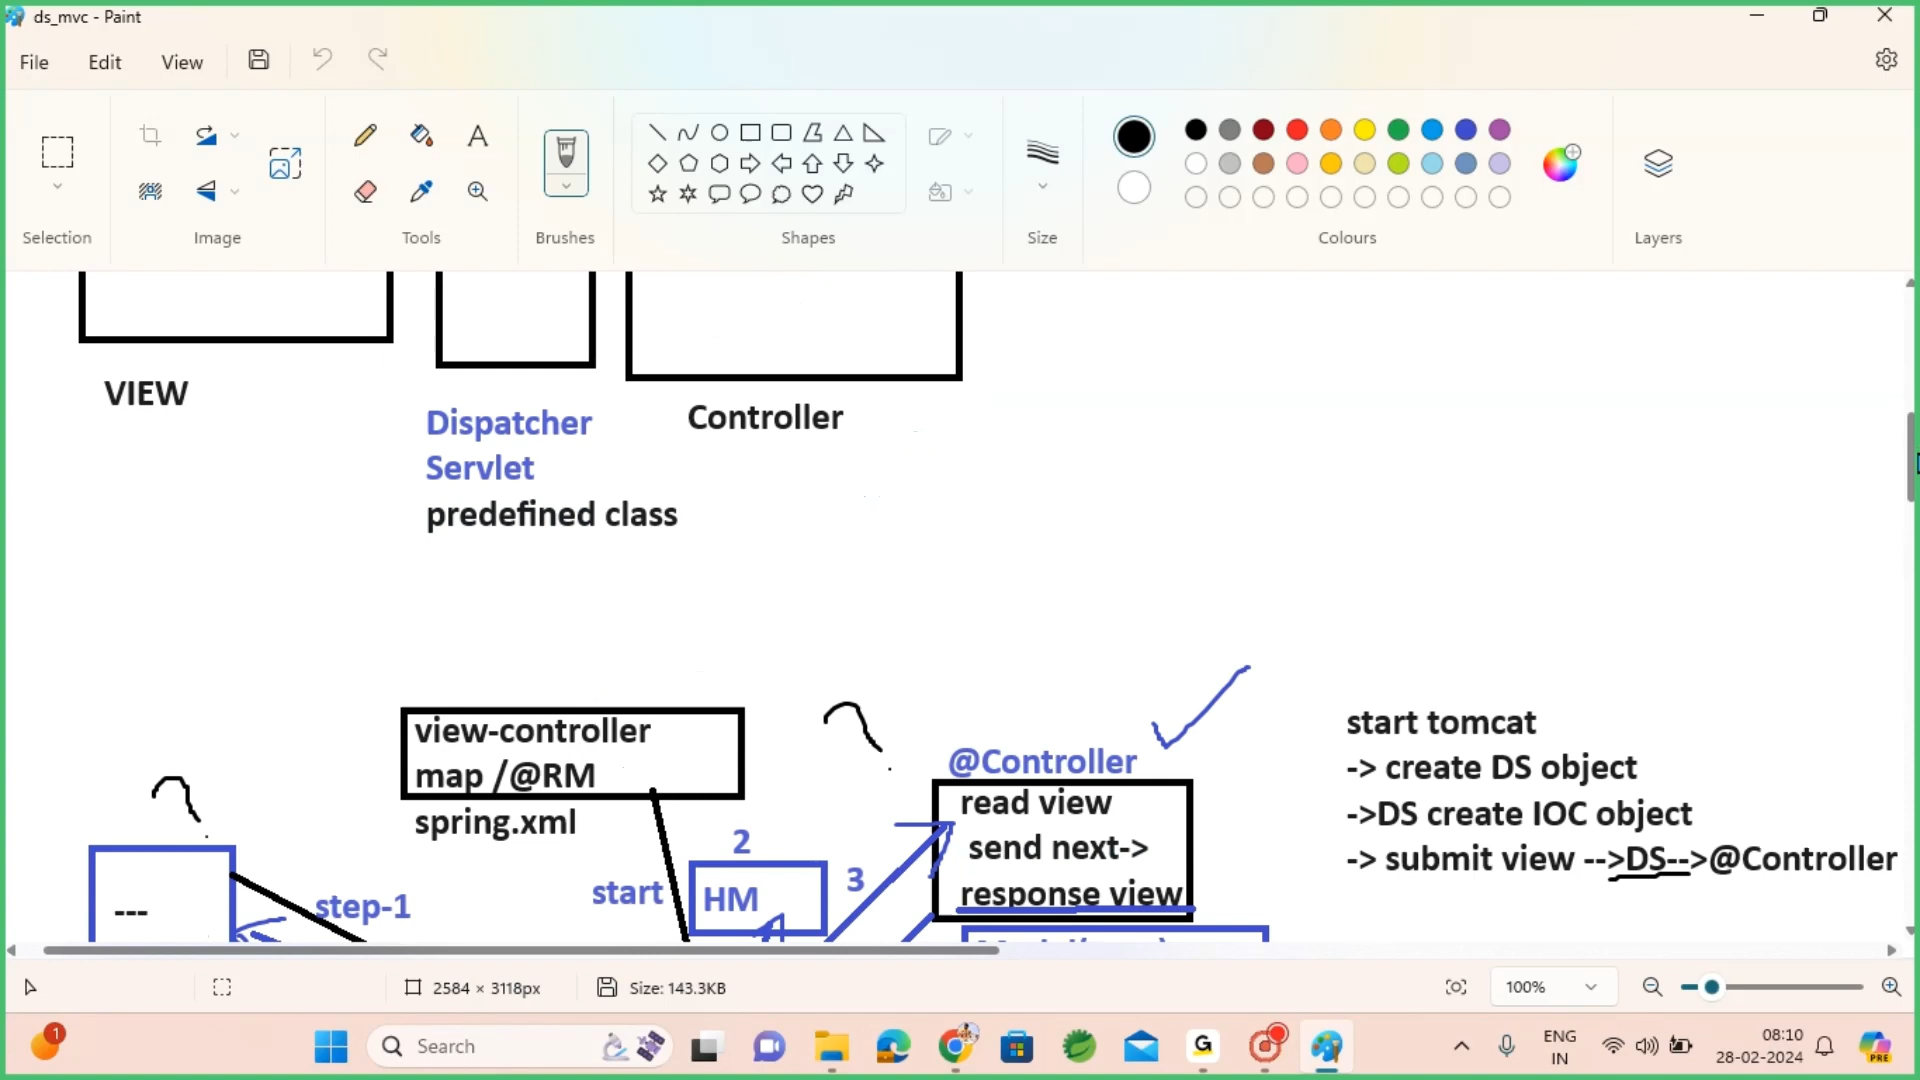 ds_mvc - Paint
File
Edit
View
Selection
Image
Tools
Brushes
Shapes
Size
Colours
Layers
VIEW
Dispatcher
Servlet
predefined class
Controller
view-controller
map /@RM
spring.xml
@Controller
read view
send next->
response view
start tomcat
-> create DS object
->DS create IOC object
-> submit view -->DS-->@Controller
---
step-1
start
2
HM
3
2584 × 3118px
Size: 143.3KB
100%
1
Search
G
ENG
IN
08:10
28-02-2024
PRE